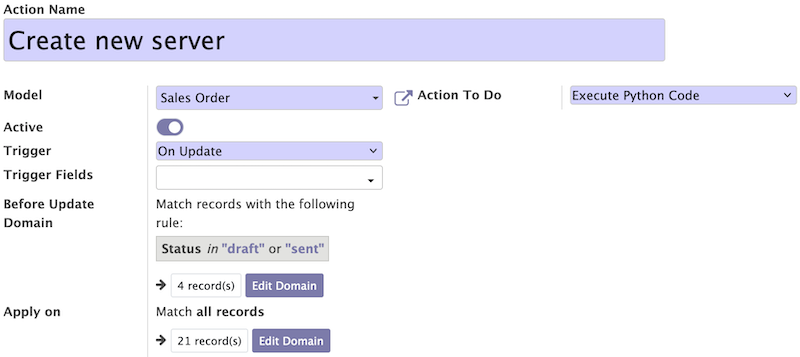 Action Name
Create new server
Model
Sales Order
Action To Do
Execute Python Code
Active
Trigger
On Update
Trigger Fields
Before Update
Domain
Match records with the following
rule:
Status in "draft" or "sent"
4 record(s)
Edit Domain
Apply on
Match all records
21 record(s)
Edit Domain